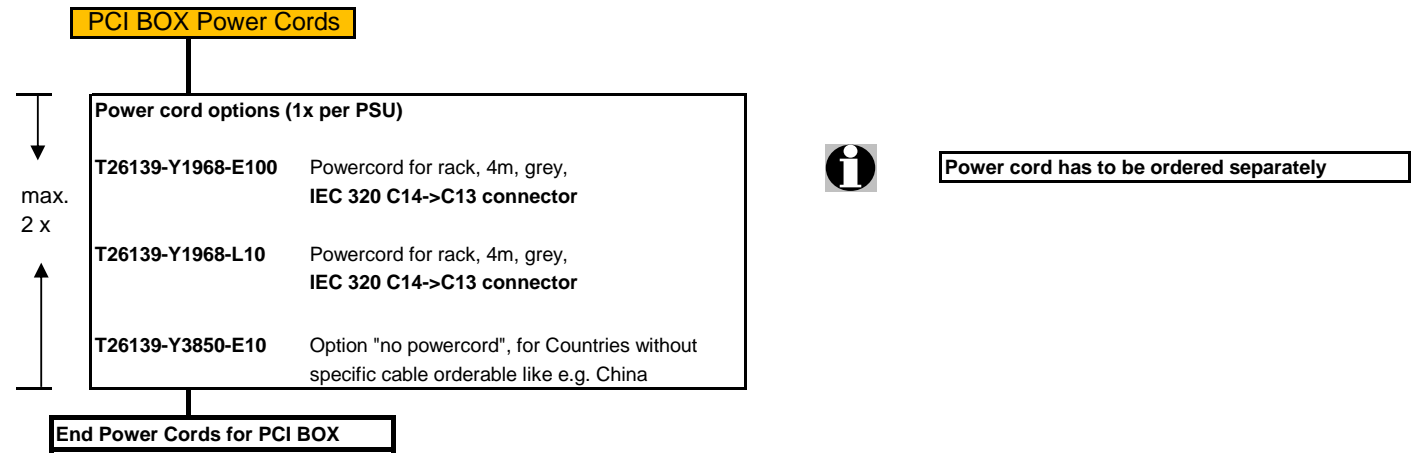 PCI BOX Power Cords
Power cord options (1x per PSU)
T26139-Y1968-E100 Powercord for rack, 4m, grey,
IEC 320 C14->C13 connector
Power cord has to be ordered separately
max.
2 x
T26139-Y1968-L10 Powercord for rack, 4m, grey,
IEC 320 C14->C13 connector
T26139-Y3850-E10 Option "no powercord", for Countries without
specific cable orderable like e.g. China
End Power Cords for PCI BOX